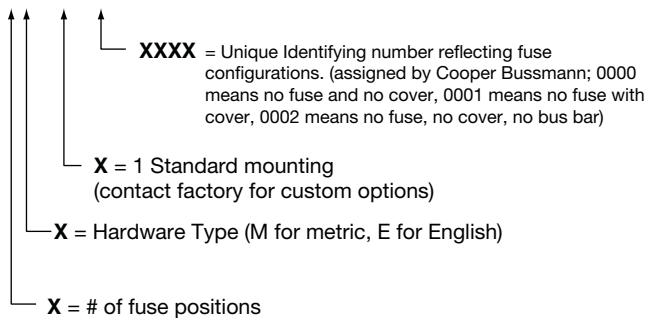 XXXX = Unique Identifying number reflecting fuse
configurations. (assigned by Cooper Bussmann; 0000
means no fuse and no cover, 0001 means no fuse with
cover, 0002 means no fuse, no cover, no bus bar)
X = 1 Standard mounting
(contact factory for custom options)
X = Hardware Type (M for metric, E for English)
X = # of fuse positions